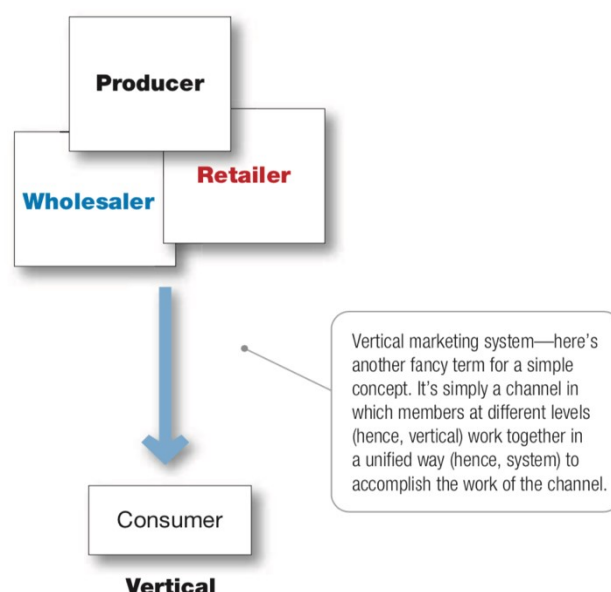 Producer
Retailer
Wholesaler
Vertical marketing system—here's
another fancy term for a simple
concept. It's simply a channel in
which members at different levels
(hence, vertical) work together in
a unified way (hence, system) to
accomplish the work of the channel.
Consumer
Vertical